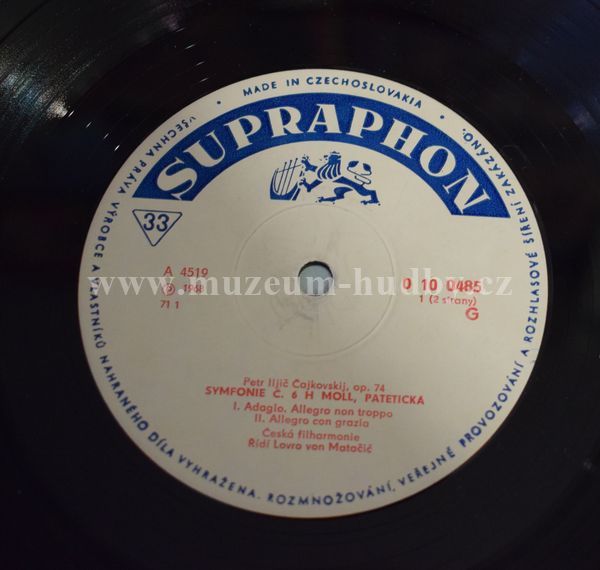 • MADE IN CZECHOSLOVAKIA •
SUPRAPHON
33
A 4519
Ⓟ 1968
71 1
0 10 0485
1 (2 strany)
G
www.muzeum-hudby.cz
Petr Iljič Čajkovskij, op. 74
SYMFONIE Č. 6 H MOLL, PATETICKÁ
I. Adagio. Allegro non troppo
II. Allegro con grazia
Česká filharmonie
Řídí Lovro von Matačič
VŠECHNA PRÁVA VÝROBCE A VLASTNÍKŮ NAHRANÉHO DÍLA VYHRAŽENA. ROZMNOŽOVÁNÍ, VEŘEJNÉ PROVOZOVÁNÍ A ROZHLASOVÉ ŠÍŘENÍ ZAKÁZÁNO.